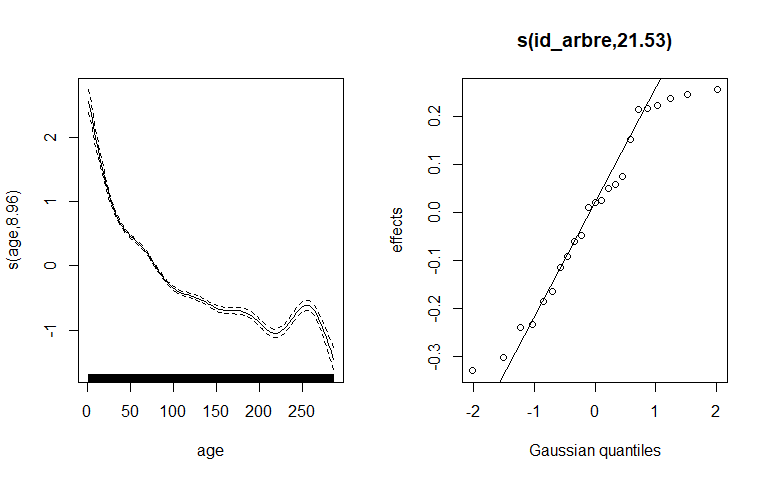 s(age,8.96)
2
1
0
-1
0 50 100 150 200 250
age
s(id_arbre,21.53)
effects
0.2
0.1
0.0
-0.1
-0.2
-0.3
-2 -1 0 1 2
Gaussian quantiles